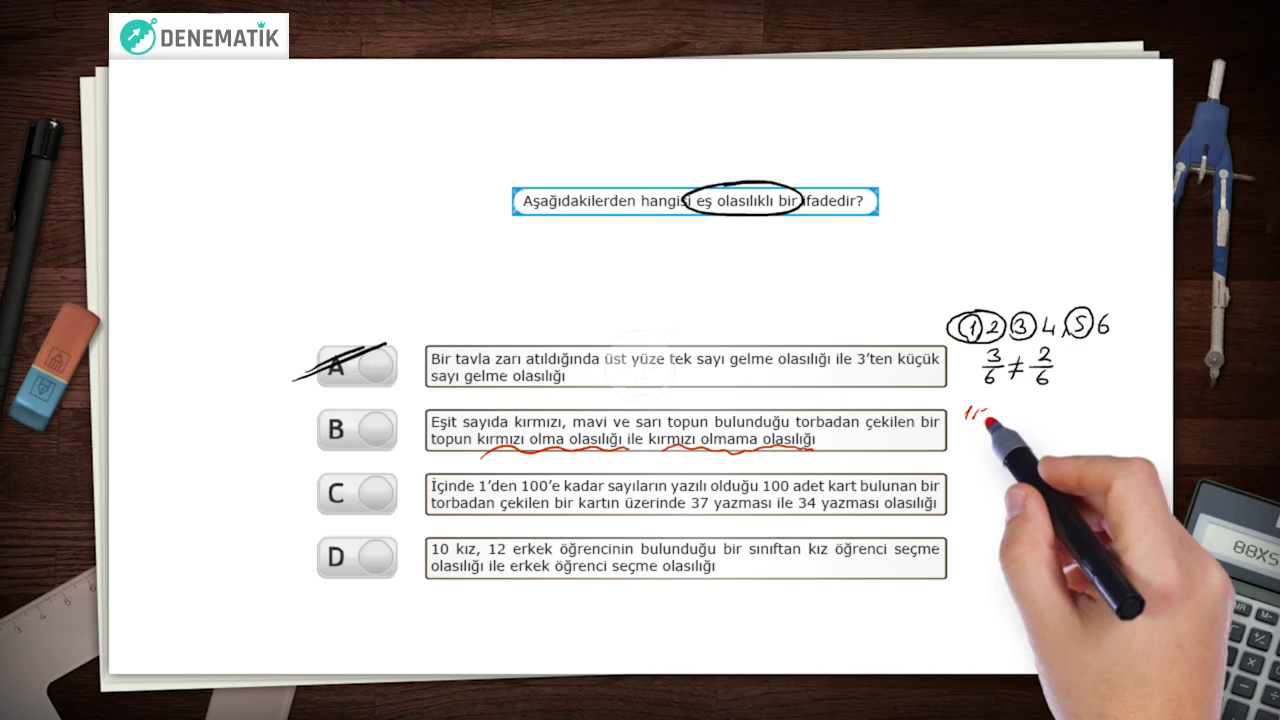 DENEMATİK
Aşağıdakilerden hangisi eş olasılıklı bir ifadedir?
1 2 3 4 5 6
3/6 ≠ 2/6
A
Bir tavla zarı atıldığında üst yüze tek sayı gelme olasılığı ile 3’ten küçük
sayı gelme olasılığı
B
Eşit sayıda kırmızı, mavi ve sarı topun bulunduğu torbadan çekilen bir
topun kırmızı olma olasılığı ile kırmızı olmama olasılığı
C
İçinde 1’den 100’e kadar sayıların yazılı olduğu 100 adet kart bulunan bir
torbadan çekilen bir kartın üzerinde 37 yazması ile 34 yazması olasılığı
D
10 kız, 12 erkek öğrencinin bulunduğu bir sınıftan kız öğrenci seçme
olasılığı ile erkek öğrenci seçme olasılığı